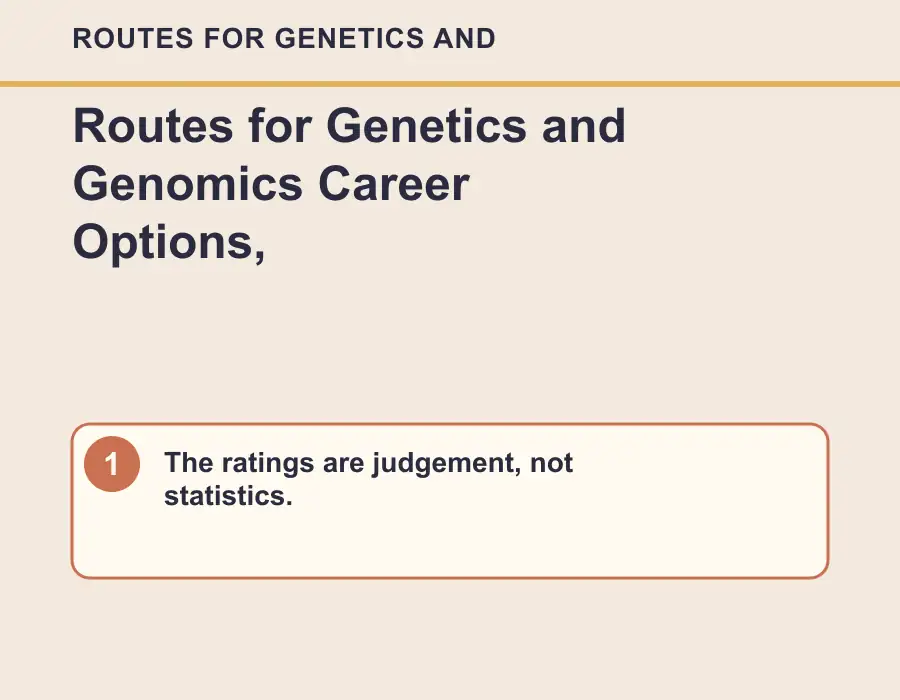 ROUTES FOR GENETICS AND
Routes for Genetics and
Genomics Career
Options,
1
The ratings are judgement, not
statistics.